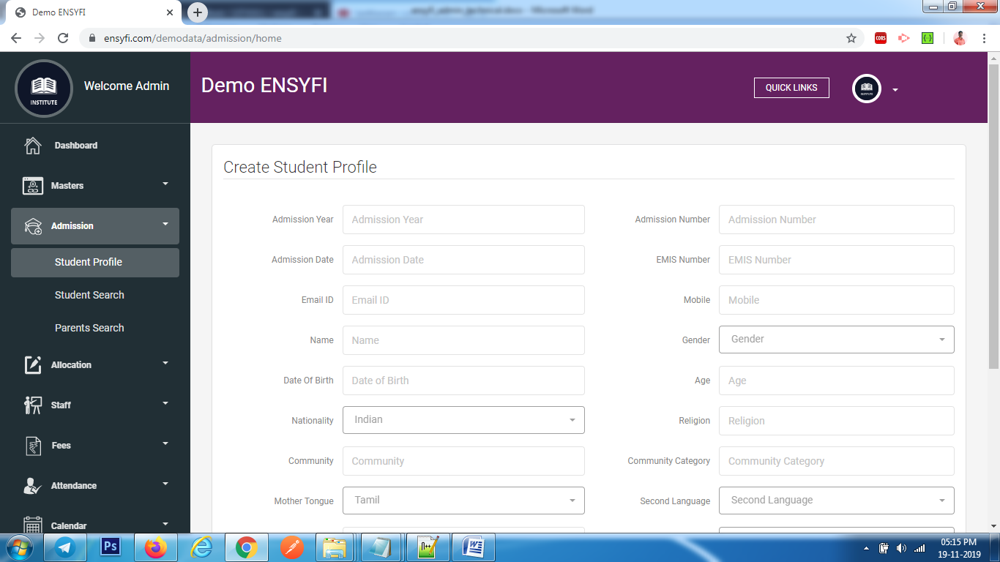 Demo ENSYFI
ensyfi.com/demodata/admission/home
INSTITUTE
Welcome Admin
Demo ENSYFI
QUICK LINKS
INSTITUTE
Dashboard
Masters
Admission
Student Profile
Student Search
Parents Search
Allocation
Staff
Fees
Attendance
Calendar
Create Student Profile
Admission Year Admission Year Admission Number Admission Number
Admission Date Admission Date EMIS Number EMIS Number
Email ID Email ID Mobile Mobile
Name Name Gender Gender
Date Of Birth Date of Birth Age Age
Nationality Indian Religion Religion
Community Community Community Category Community Category
Mother Tongue Tamil Second Language Second Language
CORS
Ps
05:15 PM
19-11-2019